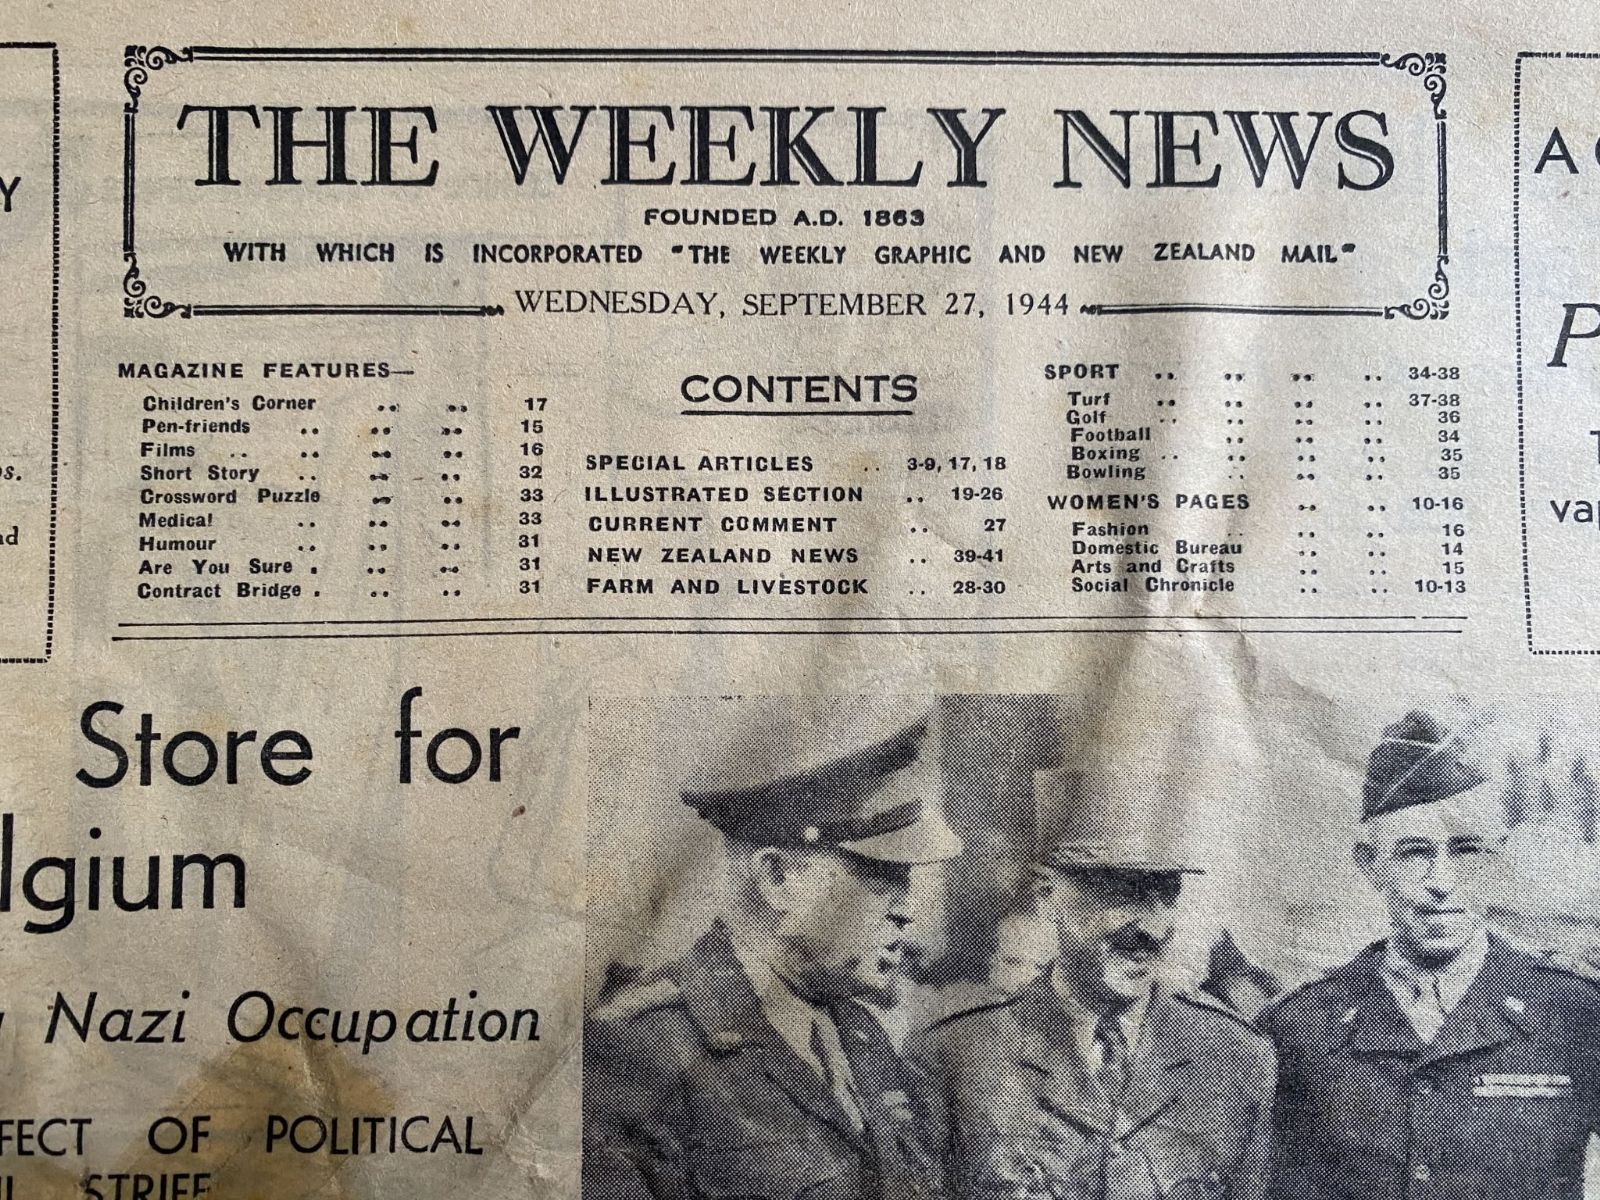 THE WEEKLY NEWS
FOUNDED A.D. 1863
WITH WHICH IS INCORPORATED "THE WEEKLY GRAPHIC AND NEW ZEALAND MAIL"
WEDNESDAY, SEPTEMBER 27, 1944
MAGAZINE FEATURES—
Children's Corner .. .. 17
Pen-friends .. .. .. 15
Films .. .. .. .. 16
Short Story .. .. .. 32
Crossword Puzzle .. .. 33
Medical .. .. .. 33
Humour .. .. .. 31
Are You Sure . .. .. 31
Contract Bridge . .. .. 31
CONTENTS
SPECIAL ARTICLES .. 3-9, 17, 18
ILLUSTRATED SECTION .. 19-26
CURRENT COMMENT .. 27
NEW ZEALAND NEWS .. 39-41
FARM AND LIVESTOCK .. 28-30
SPORT .. .. .. .. 34-38
Turf .. .. .. .. 37-38
Golf .. .. .. .. 36
Football .. .. .. 34
Boxing .. .. .. .. 35
Bowling .. .. .. 35
WOMEN'S PAGES .. .. 10-16
Fashion .. .. .. 16
Domestic Bureau .. .. 14
Arts and Crafts .. .. 15
Social Chronicle .. .. 10-13
Y
s.
A
P
Store for
lgium
Nazi Occupation
FECT OF POLITICAL
STRIFE